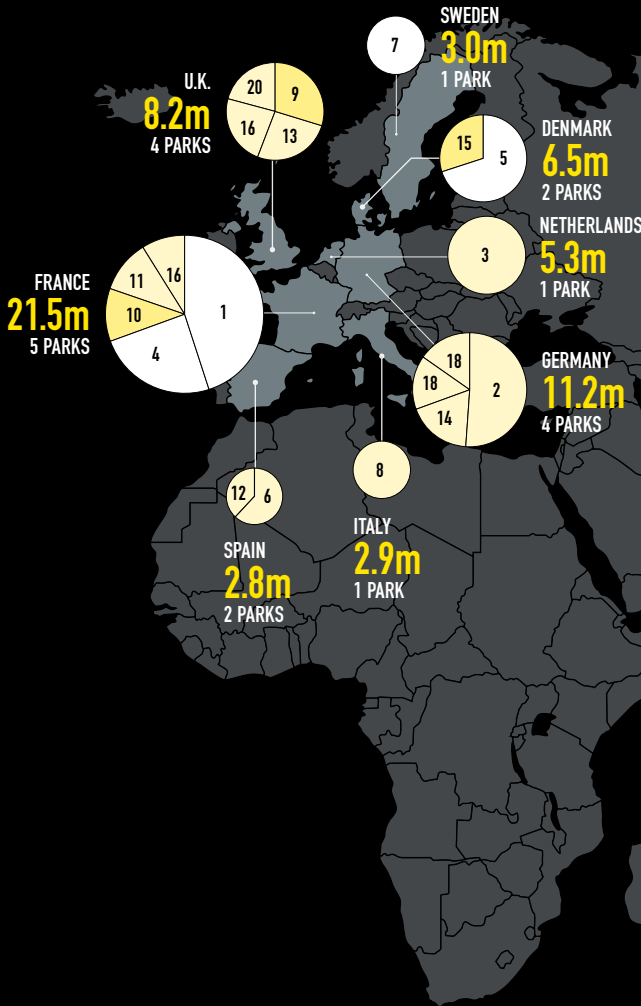 SWEDEN
3.0m
1 PARK
7
U.K.
8.2m
4 PARKS
20
9
16
13
DENMARK
6.5m
2 PARKS
15
5
NETHERLANDS
5.3m
1 PARK
3
FRANCE
21.5m
5 PARKS
16
11
1
10
4
GERMANY
11.2m
4 PARKS
18
18
2
14
12
6
SPAIN
2.8m
2 PARKS
8
ITALY
2.9m
1 PARK